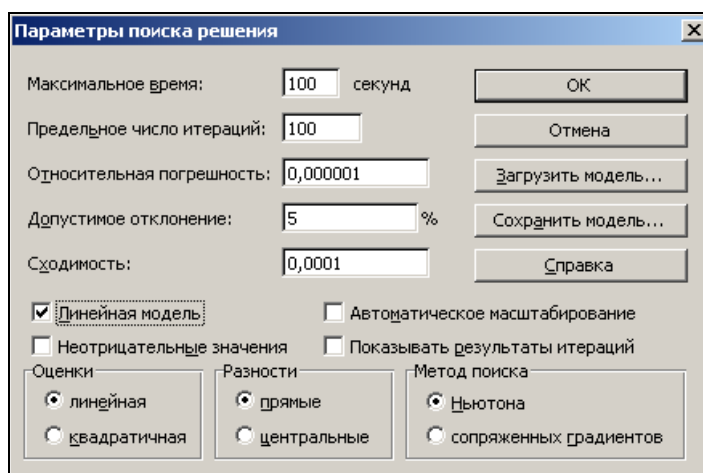 Параметры поиска решения
Максимальное время: 100 секунд ОК
Предельное число итераций: 100 Отмена
Относительная погрешность: 0,000001 Загрузить модель...
Допустимое отклонение: 5 % Сохранить модель...
Сходимость: 0,0001 Справка
Линейная модель Автоматическое масштабирование
Неотрицательные значения Показывать результаты итераций
Оценки Разности Метод поиска
линейная прямые Ньютона
квадратичная центральные сопряженных градиентов